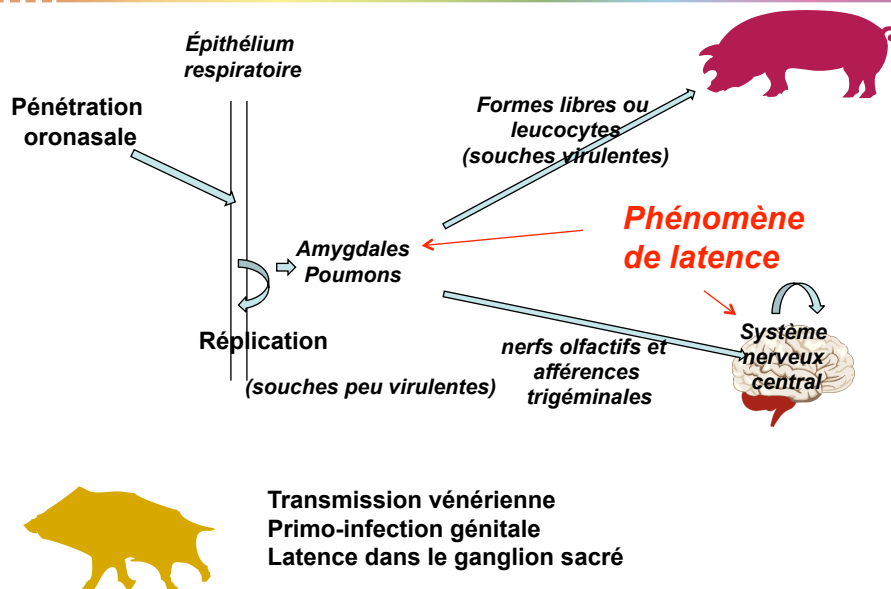 Épithélium
respiratoire
Pénétration
oronasale
Formes libres ou
leucocytes
(souches virulentes)
Phénomène
de latence
Amygdales
Poumons
Réplication
(souches peu virulentes)
nerfs olfactifs et
afférences
trigéminales
Système
nerveux
central
Transmission vénérienne
Primo-infection génitale
Latence dans le ganglion sacré